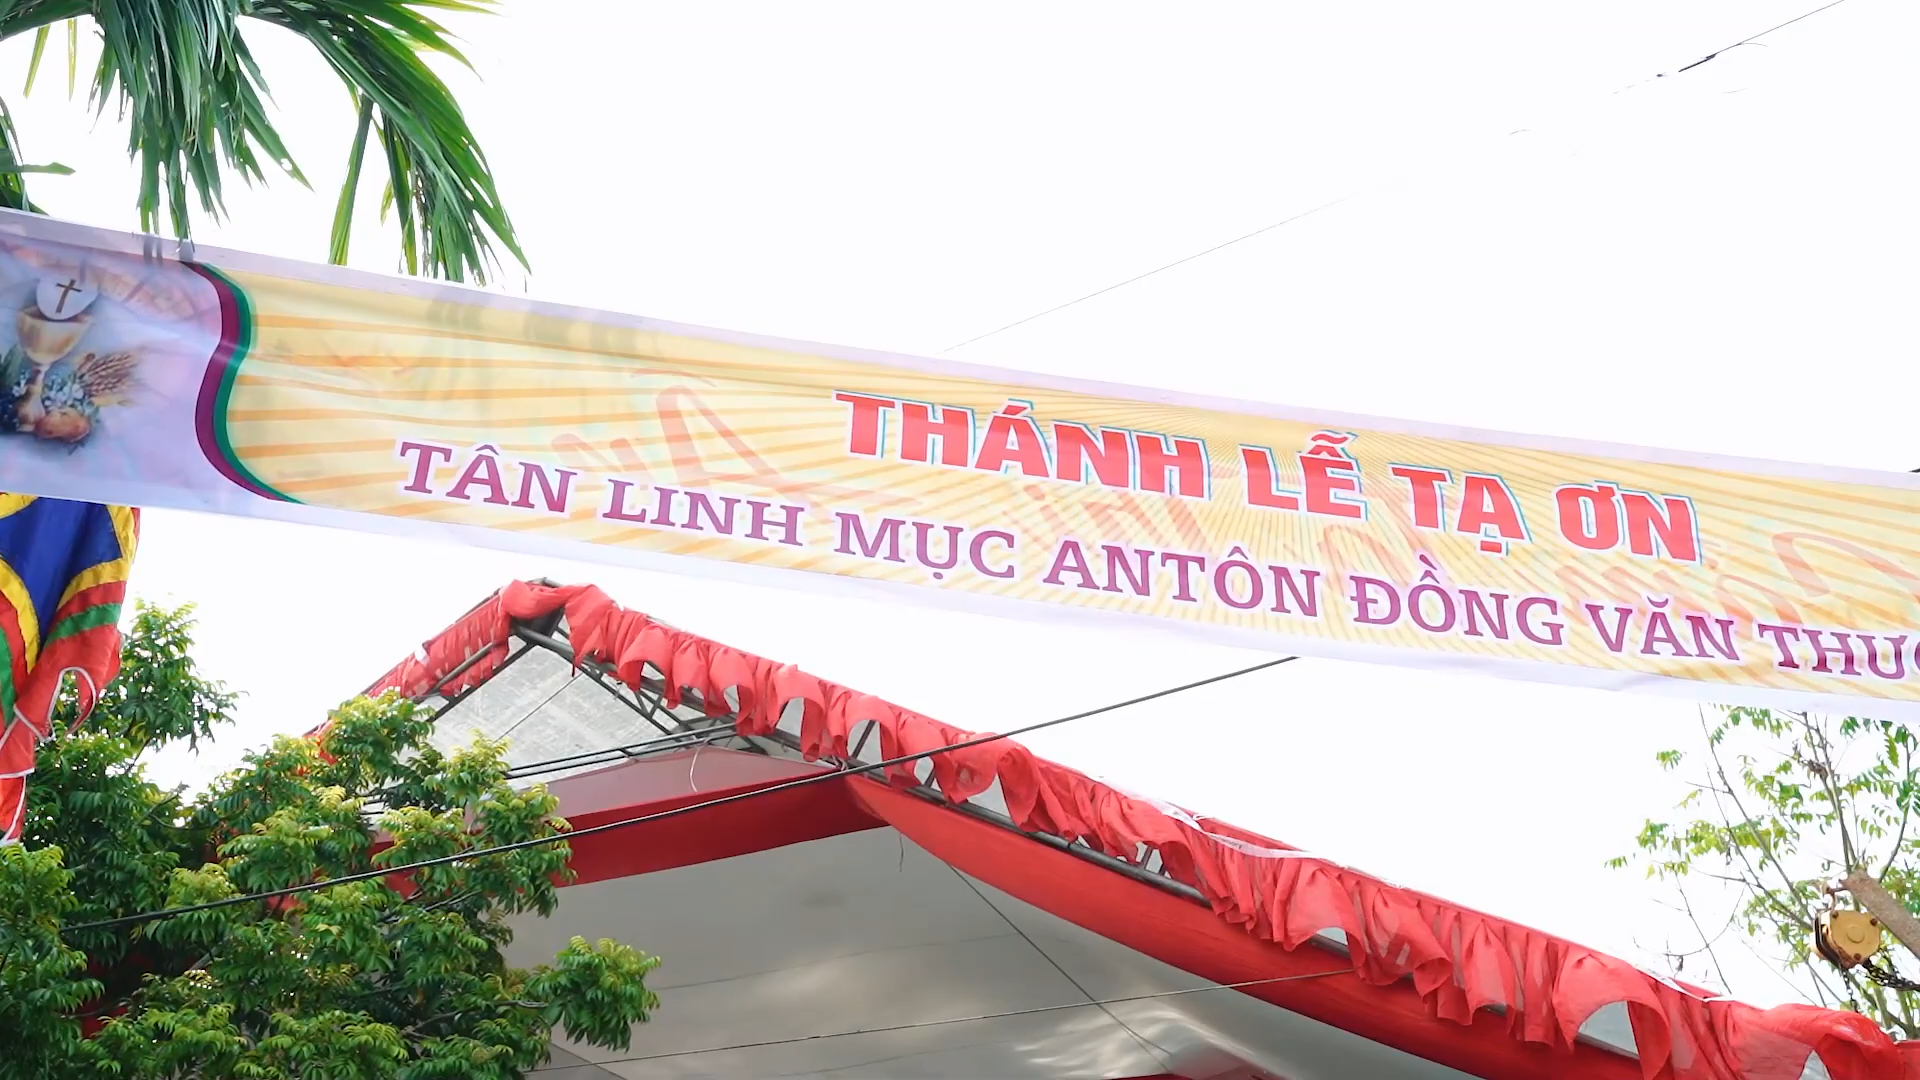 THÁNH LỄ TẠ ƠN
TÂN LINH MỤC ANTÔN ĐỒNG VĂN